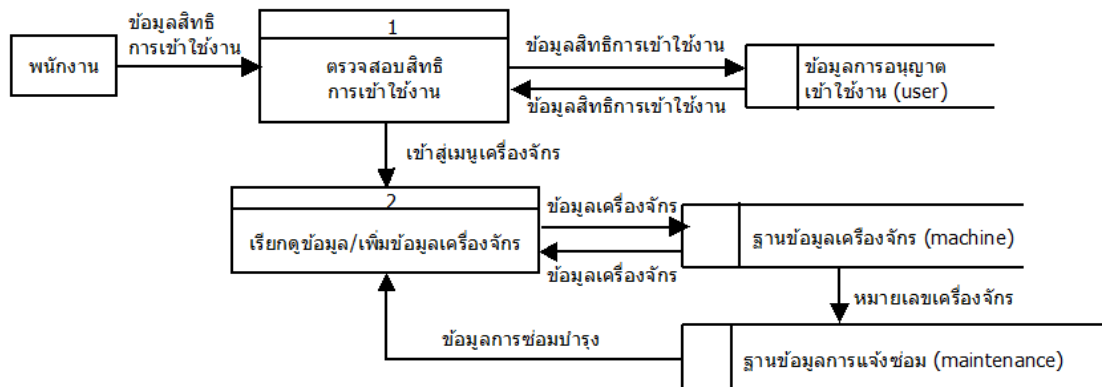 ข้อมูลสิทธิ
การเข้าใช้งาน
พนักงาน
1
ตรวจสอบสิทธิ
การเข้าใช้งาน
ข้อมูลสิทธิการเข้าใช้งาน
ข้อมูลสิทธิการเข้าใช้งาน
ข้อมูลการอนุญาต
เข้าใช้งาน (user)
เข้าสู่เมนูเครื่องจักร
2
เรียกดูข้อมูล/เพิ่มข้อมูลเครื่องจักร
ข้อมูลเครื่องจักร
ข้อมูลเครื่องจักร
ฐานข้อมูลเครื่องจักร (machine)
หมายเลขเครื่องจักร
ข้อมูลการซ่อมบำรุง
ฐานข้อมูลการแจ้งซ่อม (maintenance)